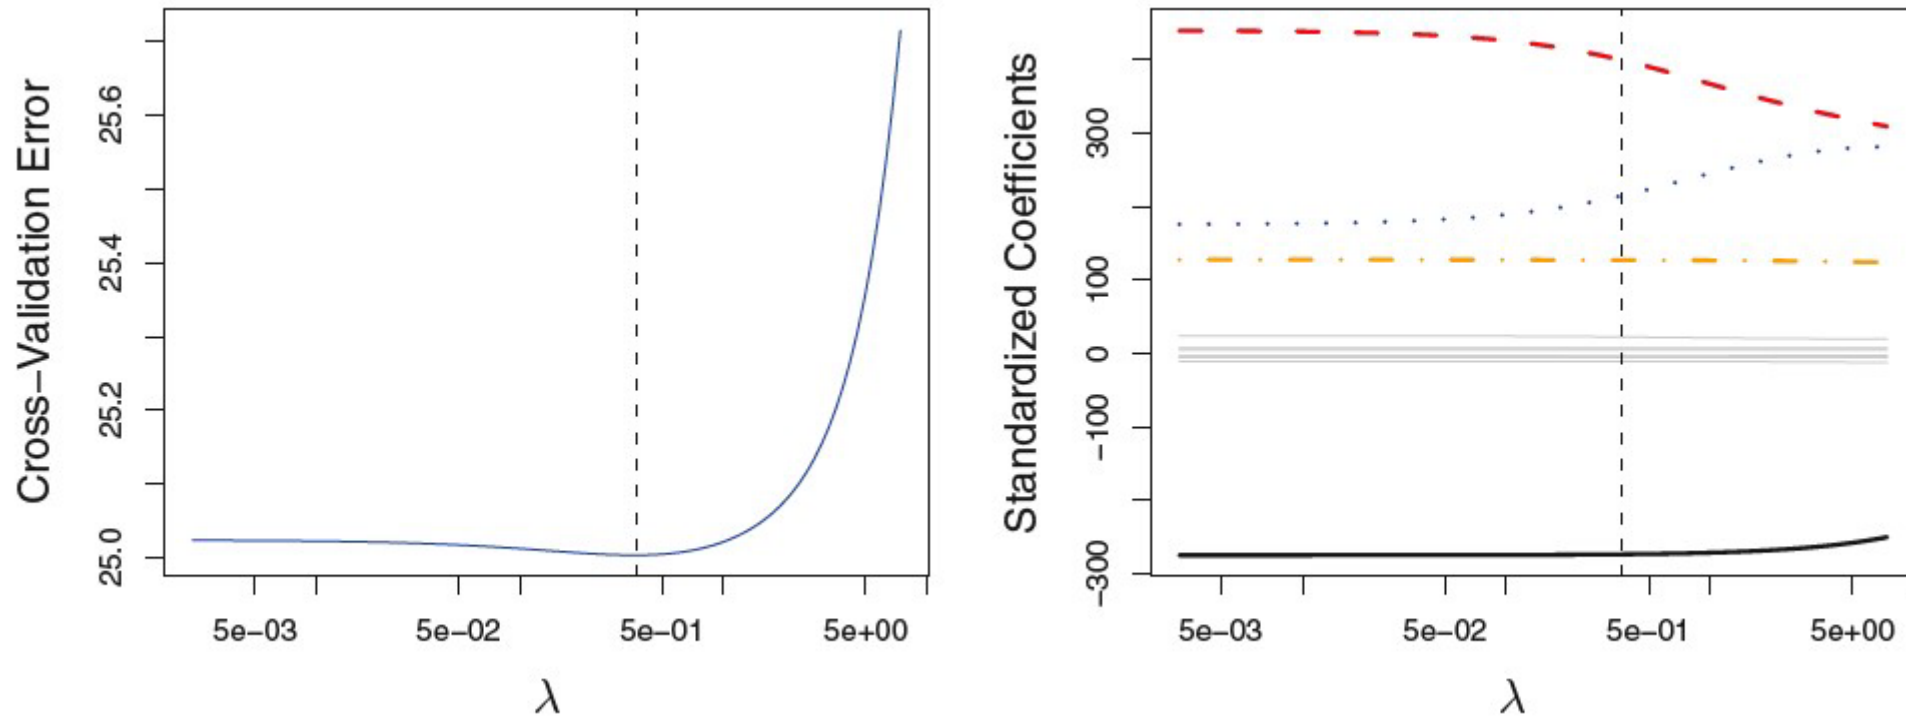 Cross−Validation Error
25.6
25.4
25.2
25.0
5e−03 5e−02 5e−01 5e+00
λ
Standardized Coefficients
300
100
0
−100
−300
5e−03 5e−02 5e−01 5e+00
λ